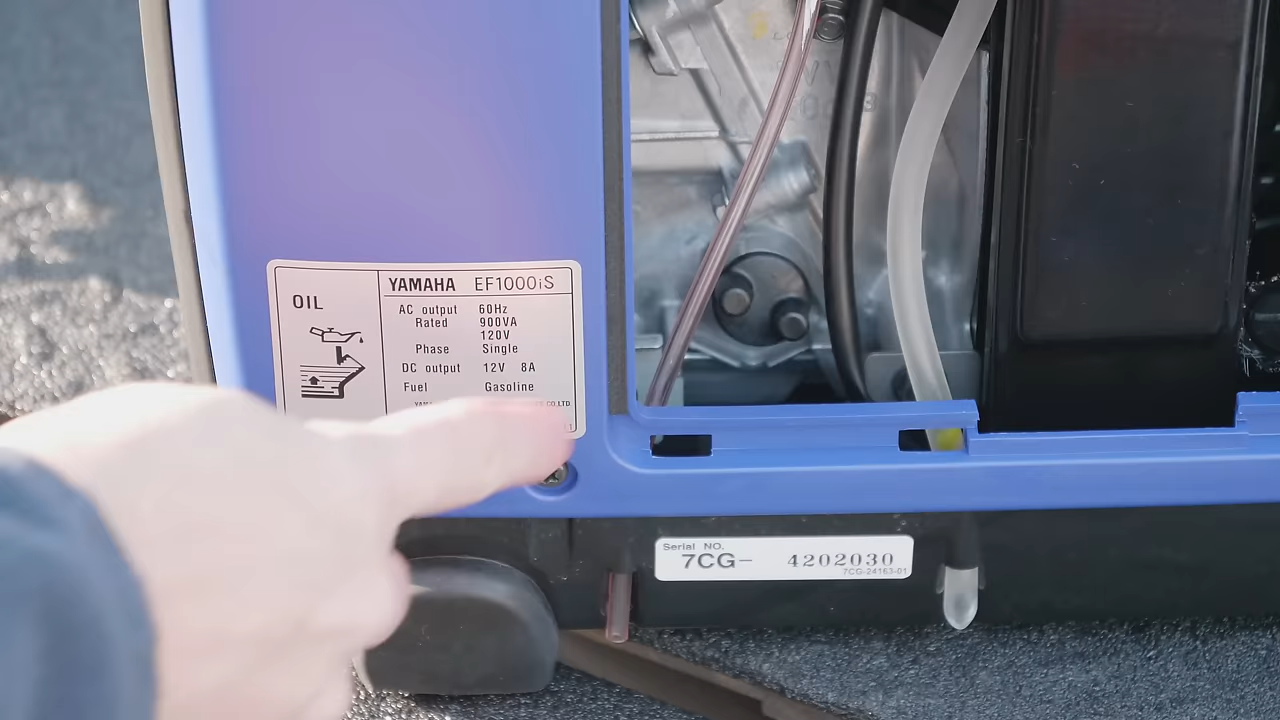 OIL
YAMAHA EF1000iS
AC output 60Hz
Rated 900VA
120V
Phase Single
DC output 12V 8A
Fuel Gasoline
CO.LTD.
Serial NO.
7CG- 4202030
7CG-24163-01